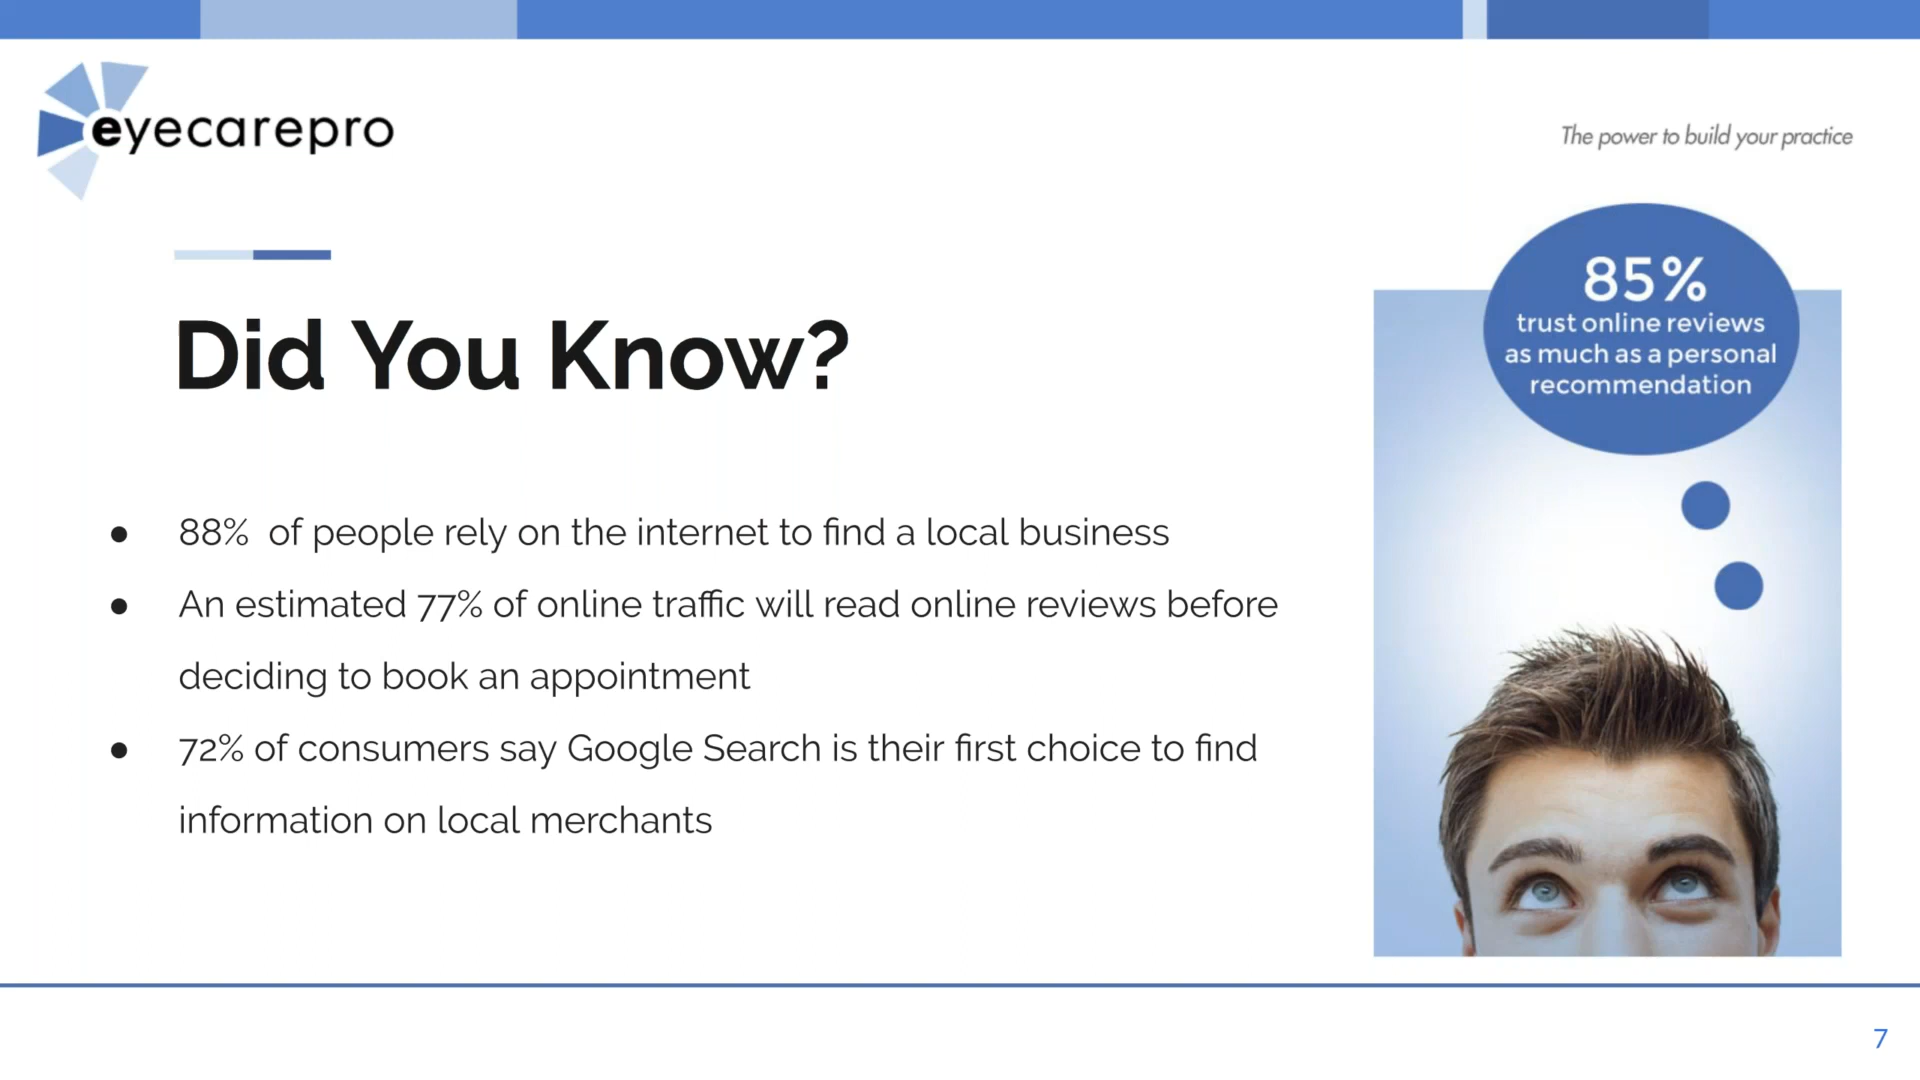 eyecarepro
The power to build your practice
Did You Know?
● 88%  of people rely on the internet to find a local business
● An estimated 77% of online traffic will read online reviews before
deciding to book an appointment
● 72% of consumers say Google Search is their first choice to find
information on local merchants
85%
trust online reviews
as much as a personal
recommendation
7